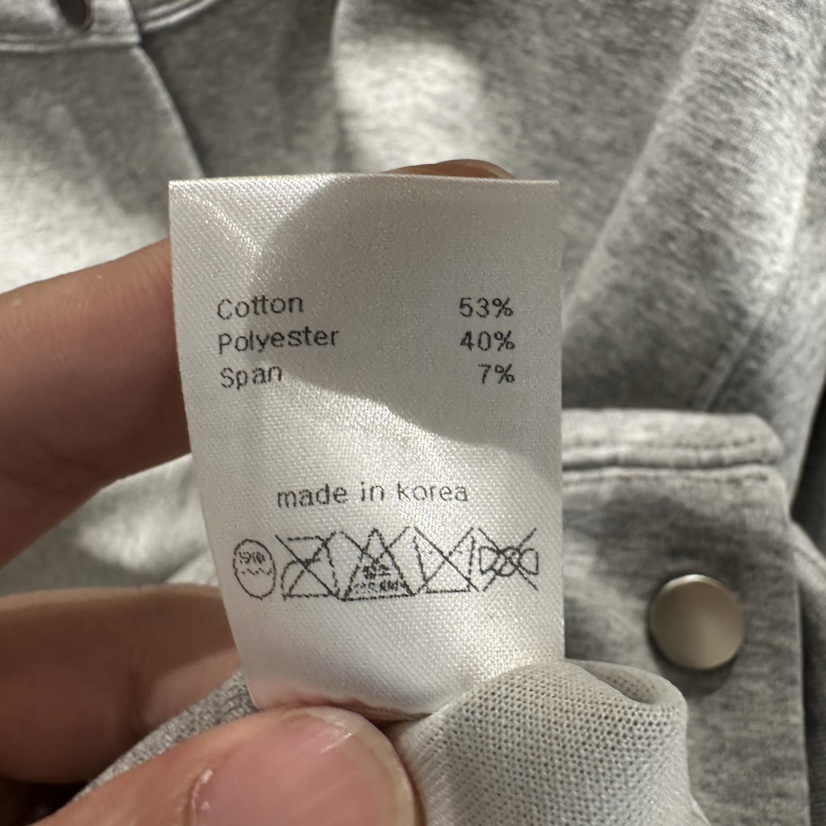 Cotton 53%
Polyester 40%
Span 7%
made in korea